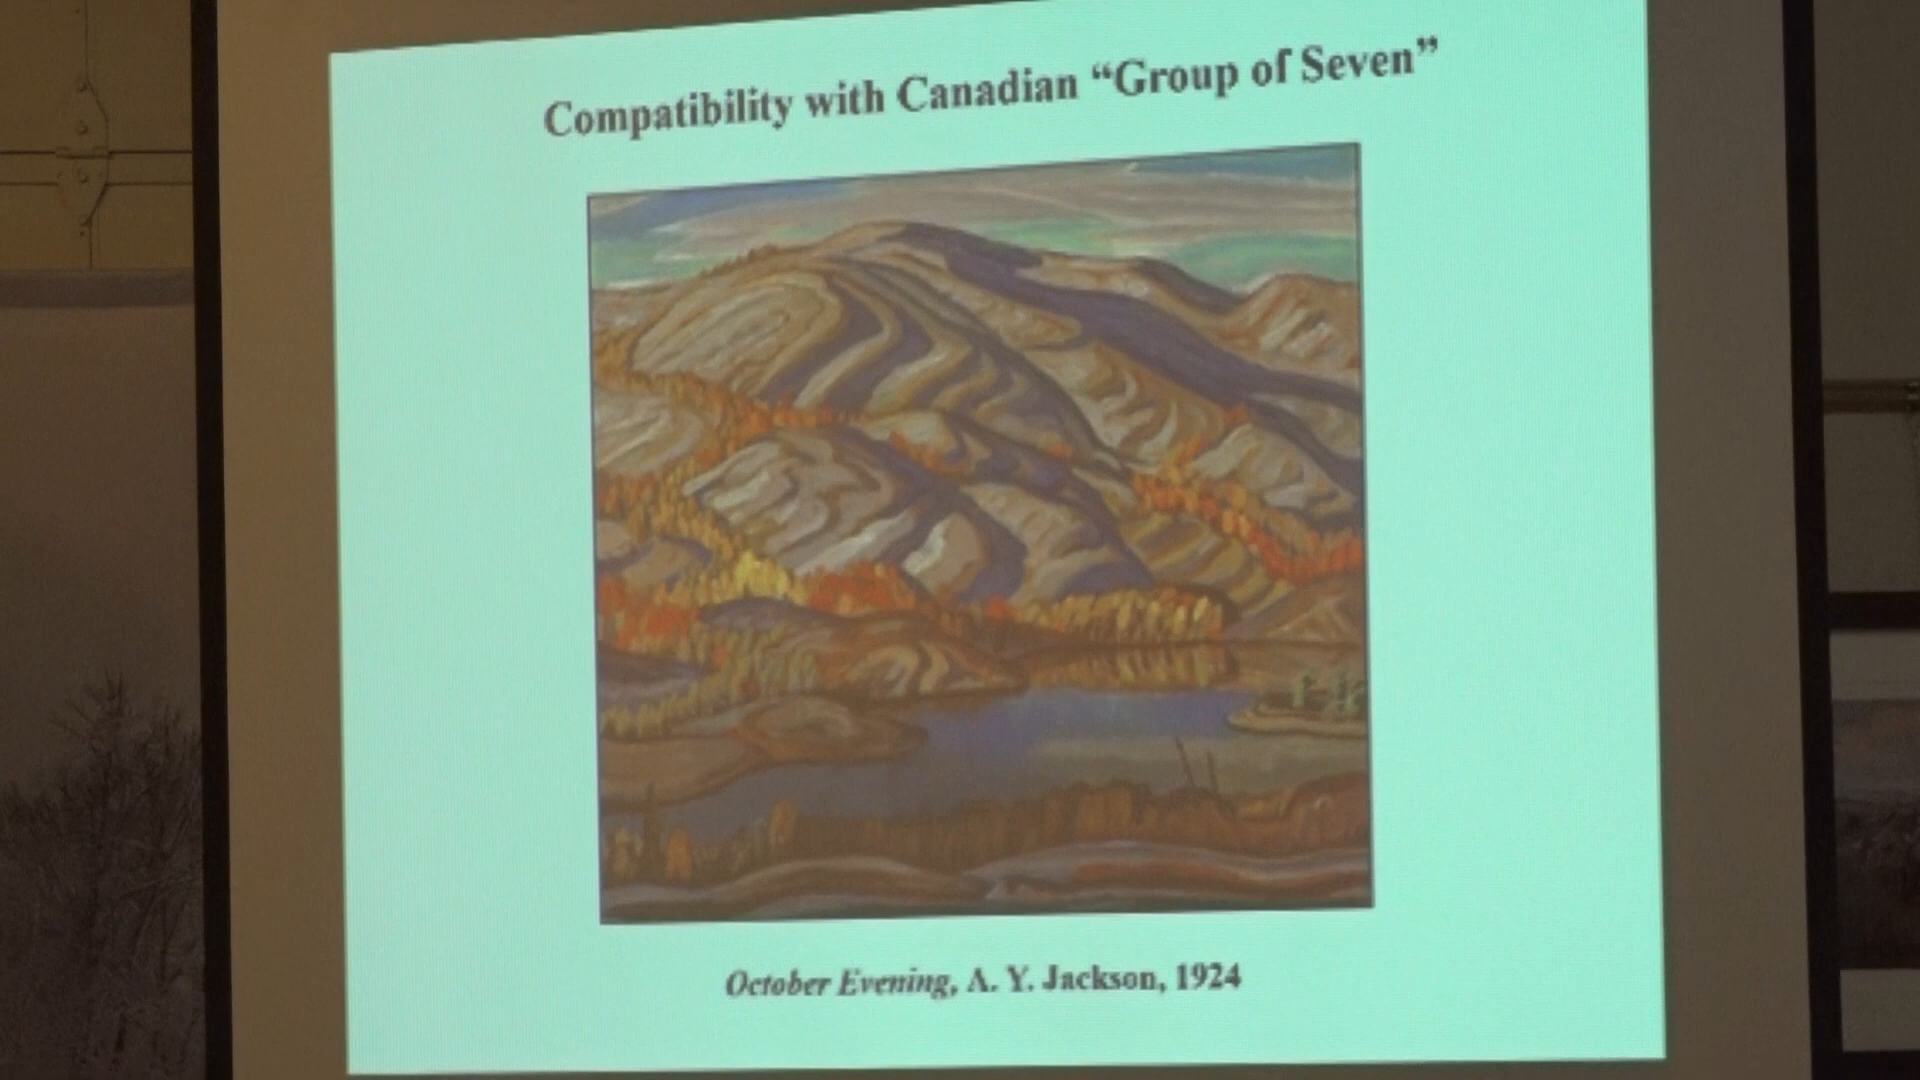 Compatibility with Canadian “Group of Seven”
October Evening, A. Y. Jackson, 1924